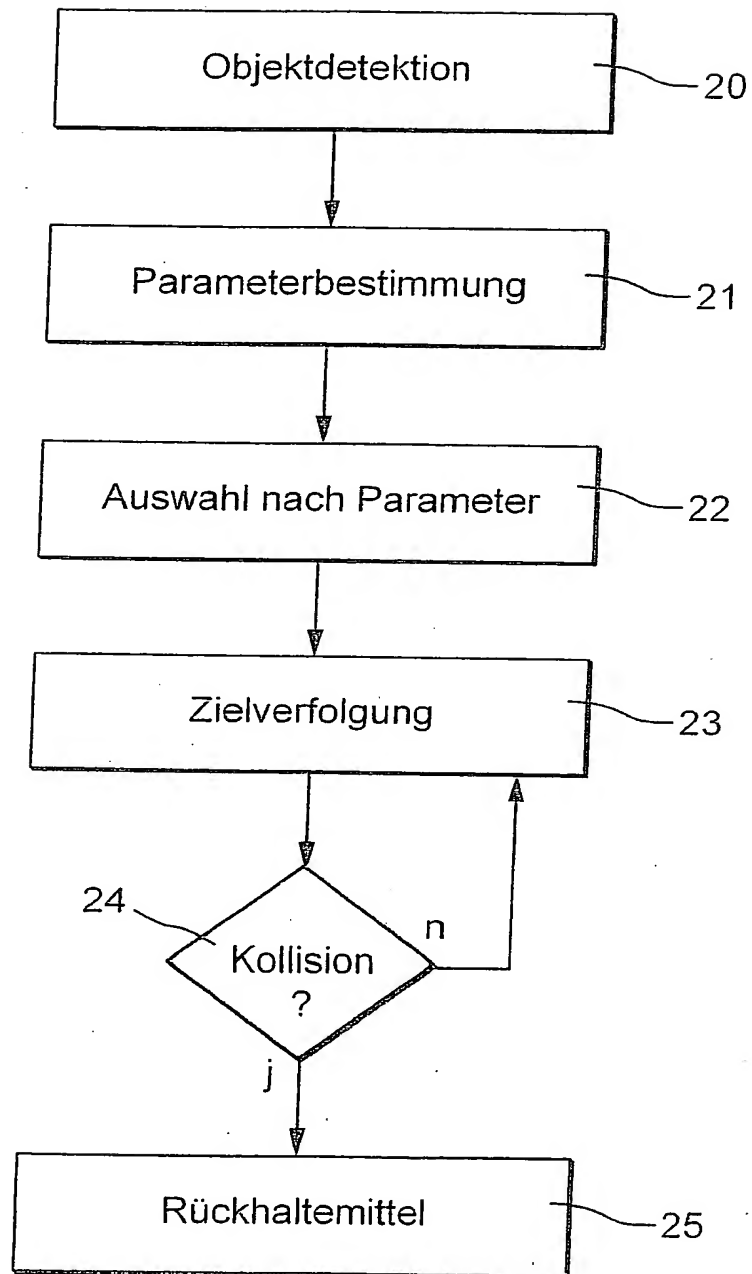 Objektdetektion
20
Parameterbestimmung
21
Auswahl nach Parameter
22
Zielverfolgung
23
24
n
Kollision
?
j
Rückhaltemittel
25